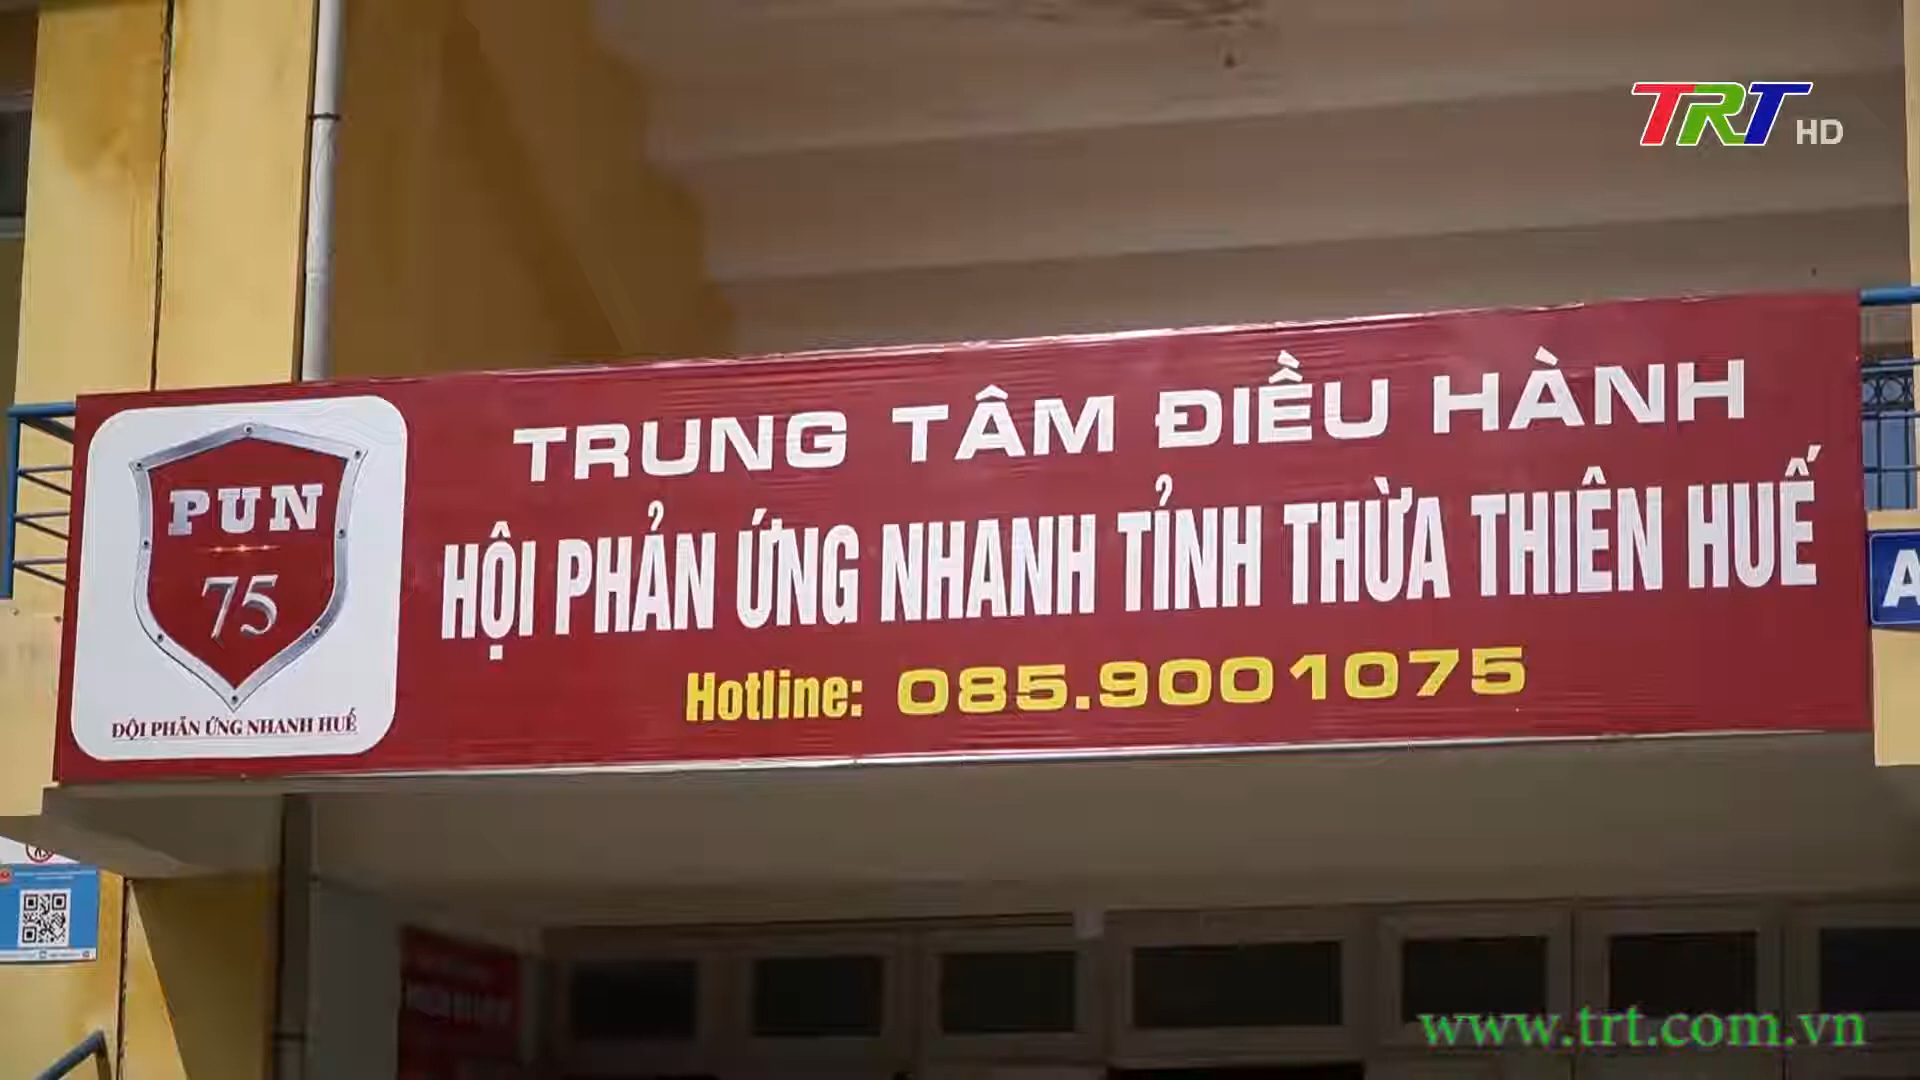 TRT HD
TRUNG TÂM ĐIỀU HÀNH
HỘI PHẢN ỨNG NHANH TỈNH THỪA THIÊN HUẾ
Hotline: 085.9001075
PUN
75
ĐỘI PHẢN ỨNG NHANH HUẾ
A
www.trt.com.vn